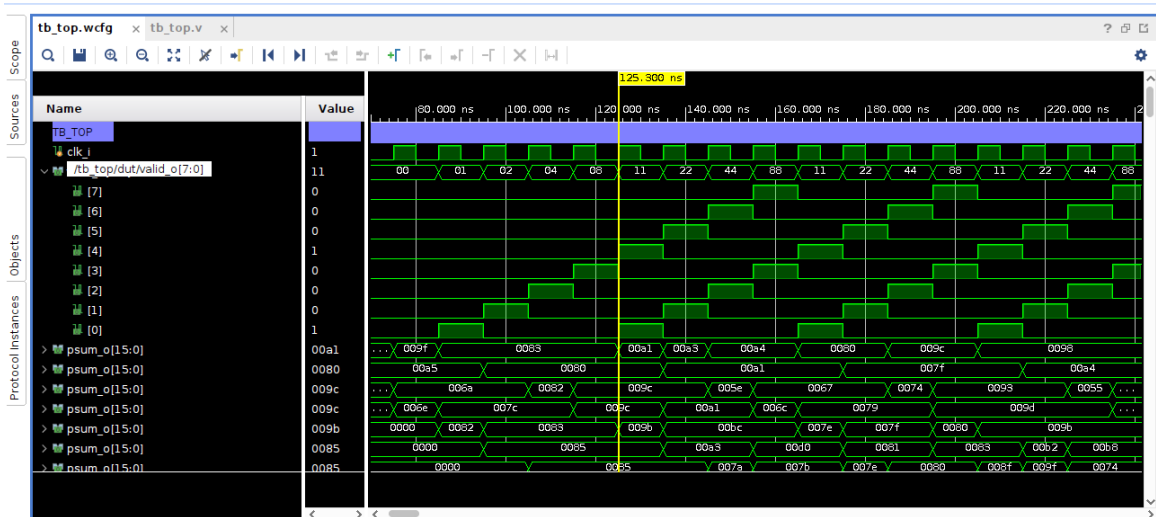 tb_top.wcfg × tb_top.v ×
Scope
Sources
Objects
Protocol Instances
125.300 ns
Name Value
80.000 ns 100.000 ns 120.000 ns 140.000 ns 160.000 ns 180.000 ns 200.000 ns 220.000 ns 2
TB_TOP
clk_i 1
/tb_top/dut/valid_o[7:0] 11 00 01 02 04 08 11 22 44 88 11 22 44 88 11 22 44 88
[7] 0
[6] 0
[5] 0
[4] 1
[3] 0
[2] 0
[1] 0
[0] 1
psum_o[15:0] 00a1 ... 009f 0083 00a1 00a3 00a4 0080 009c 0098
psum_o[15:0] 0080 00a5 0080 00a1 007f 00a4
psum_o[15:0] 009c ... 006a 0082 009c 005e 0067 0074 0093 0055 ...
psum_o[15:0] 009c ... 006e 007c 009c 00a1 006c 0079 009d ...
psum_o[15:0] 009b 0000 0082 0083 009b 00bc 007e 007f 0080 009b
psum_o[15:0] 0085 0000 0085 00a3 00d0 0081 0083 00b2 00b8
psum_o[15:0] 0085 0000 0085 007a 007b 007e 0080 008f 009f 0074